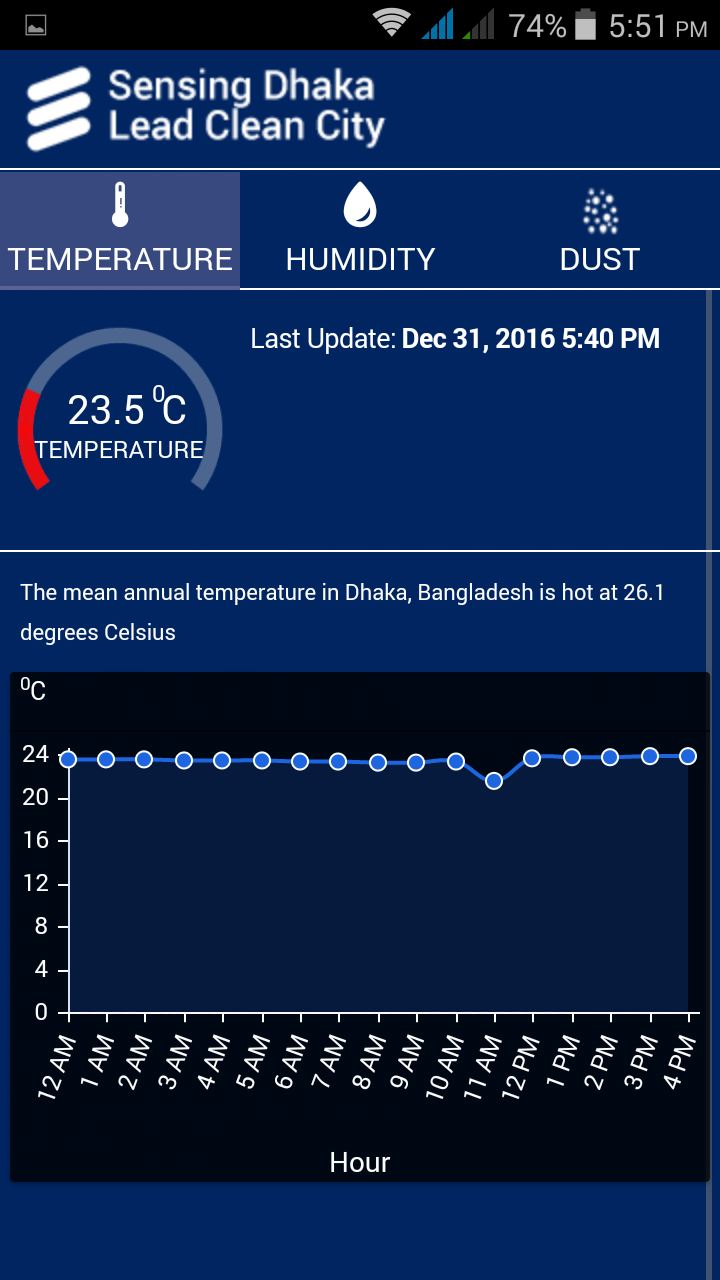 74% 5:51 PM
Sensing Dhaka
Lead Clean City
TEMPERATURE HUMIDITY DUST
Last Update: Dec 31, 2016 5:40 PM
23.5 ⁰C
TEMPERATURE
The mean annual temperature in Dhaka, Bangladesh is hot at 26.1
degrees Celsius
⁰C
24
20
16
12
8
4
0
12 AM 1 AM 2 AM 3 AM 4 AM 5 AM 6 AM 7 AM 8 AM 9 AM 10 AM 11 AM 12 PM 1 PM 2 PM 3 PM 4 PM
Hour